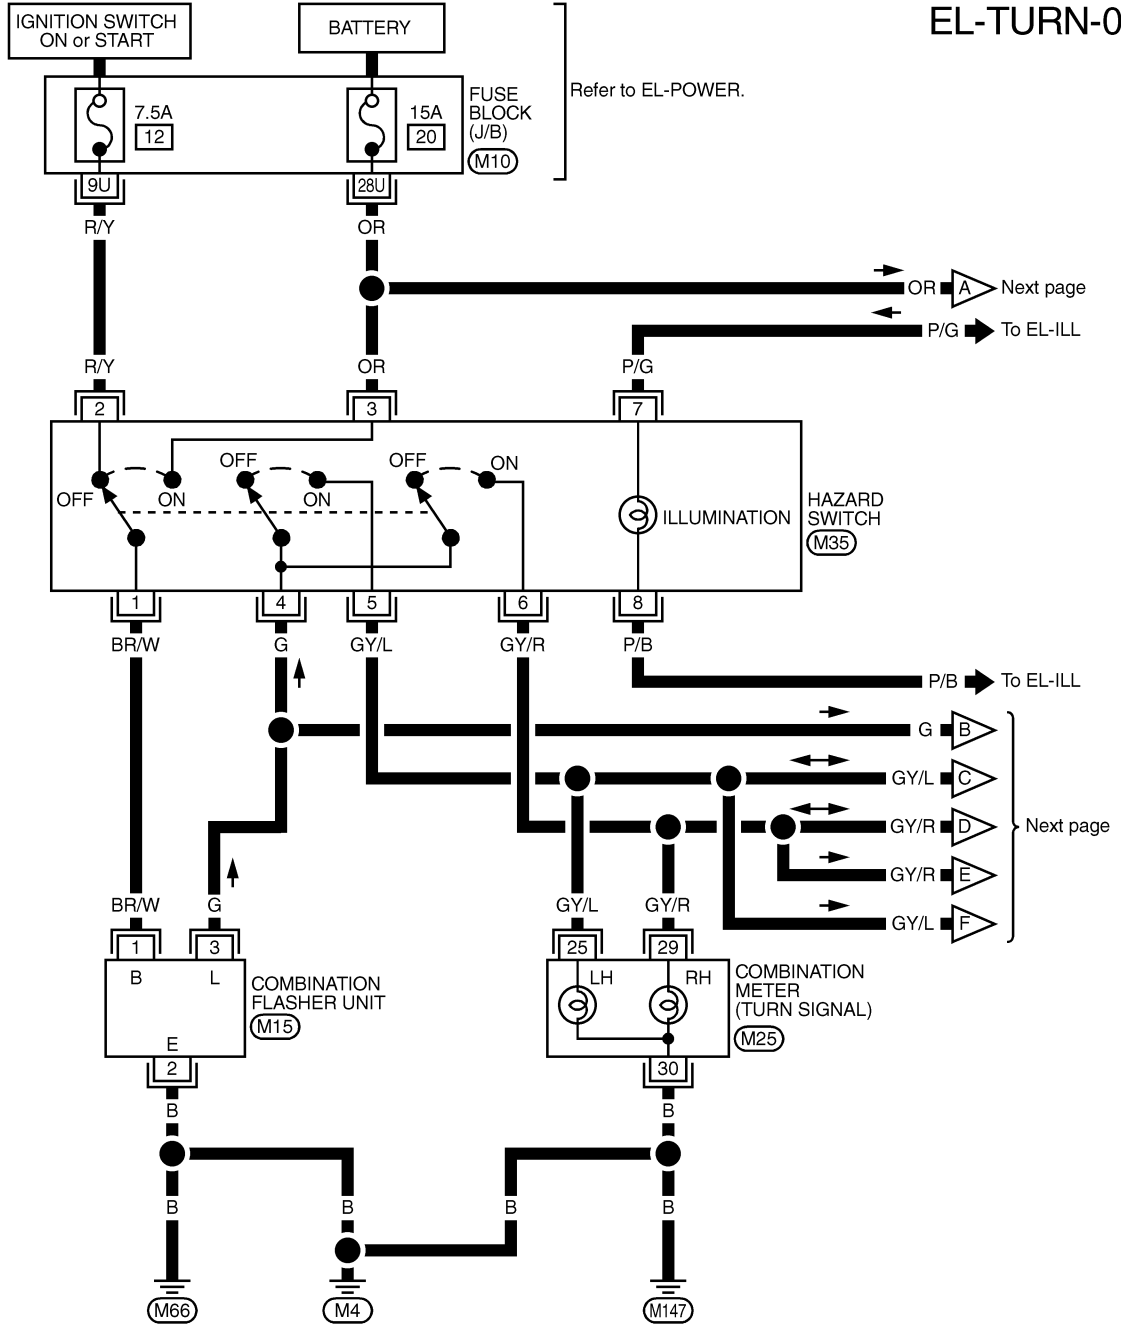 EL-TURN-0
IGNITION SWITCH
ON or START
BATTERY
Refer to EL-POWER.
7.5A
12
15A
20
FUSE
BLOCK
(J/B)
M10
9U
28U
R/Y
OR
OR
A
Next page
P/G
To EL-ILL
R/Y
OR
P/G
2
3
7
OFF
ON
OFF
ON
OFF
ON
ILLUMINATION
HAZARD
SWITCH
M35
1
4
5
6
8
BR/W
G
GY/L
GY/R
P/B
P/B
To EL-ILL
G
B
GY/L
C
GY/R
D
Next page
GY/R
E
GY/L
F
BR/W
G
GY/L
GY/R
1
3
25
29
B
L
LH
RH
COMBINATION
FLASHER UNIT
M15
COMBINATION
METER
(TURN SIGNAL)
M25
E
2
30
B
B
B
B
B
B
M66
M4
M147